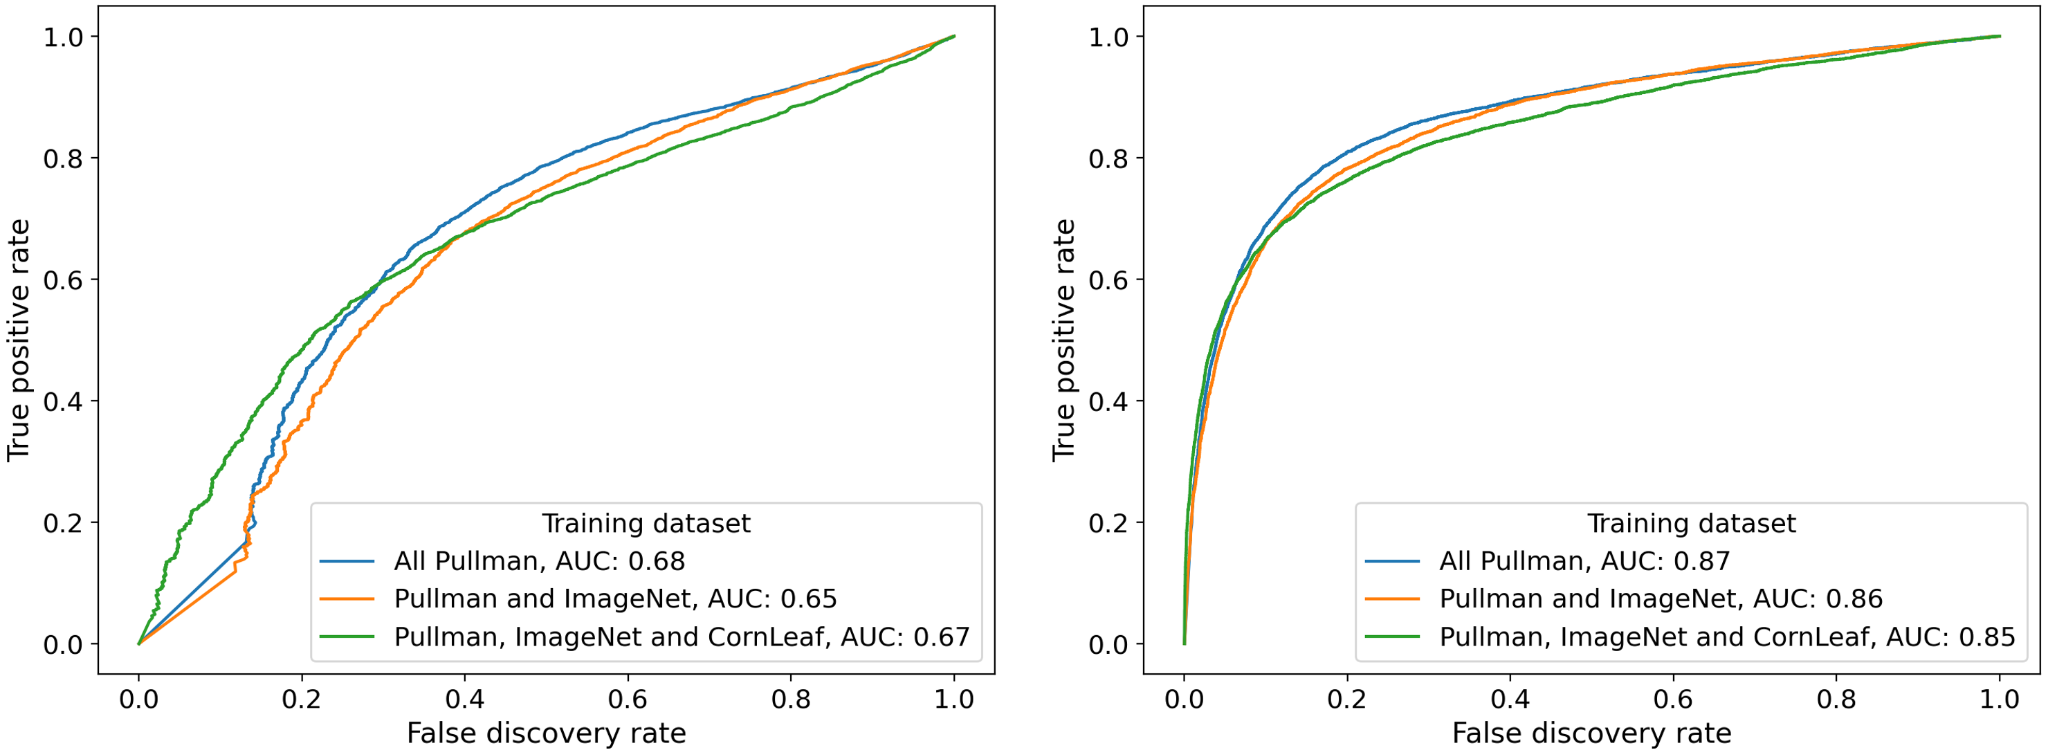 True positive rate
1.0
0.8
0.6
0.4
0.2
0.0
Training dataset
All Pullman, AUC: 0.68
Pullman and ImageNet, AUC: 0.65
Pullman, ImageNet and CornLeaf, AUC: 0.67
0.0 0.2 0.4 0.6 0.8 1.0
False discovery rate
True positive rate
1.0
0.8
0.6
0.4
0.2
0.0
Training dataset
All Pullman, AUC: 0.87
Pullman and ImageNet, AUC: 0.86
Pullman, ImageNet and CornLeaf, AUC: 0.85
0.0 0.2 0.4 0.6 0.8 1.0
False discovery rate